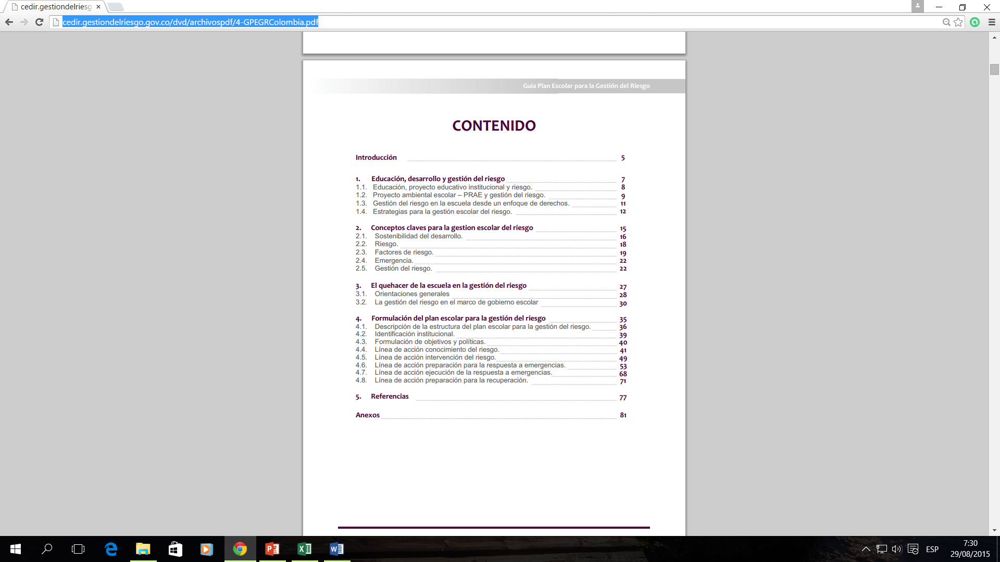 cedir.gestiondelriesg
cedir.gestiondelriesgo.gov.co/dvd/archivospdf/4-GPEGRColombia.pdf
Guía Plan Escolar para la Gestión del Riesgo
CONTENIDO
Introducción 5
1. Educación, desarrollo y gestión del riesgo 7
1.1. Educación, proyecto educativo institucional y riesgo. 8
1.2. Proyecto ambiental escolar – PRAE y gestión del riesgo. 9
1.3. Gestión del riesgo en la escuela desde un enfoque de derechos. 11
1.4. Estrategias para la gestión escolar del riesgo. 12
2. Conceptos claves para la gestion escolar del riesgo 15
2.1. Sostenibilidad del desarrollo. 16
2.2. Riesgo. 18
2.3. Factores de riesgo. 19
2.4. Emergencia. 22
2.5. Gestión del riesgo. 22
3. El quehacer de la escuela en la gestión del riesgo 27
3.1. Orientaciones generales 28
3.2. La gestión del riesgo en el marco de gobierno escolar 30
4. Formulación del plan escolar para la gestión del riesgo 35
4.1. Descripción de la estructura del plan escolar para la gestión del riesgo. 36
4.2. Identificación institucional. 39
4.3. Formulación de objetivos y políticas. 40
4.4. Línea de acción conocimiento del riesgo. 41
4.5. Línea de acción intervención del riesgo. 49
4.6. Línea de acción preparación para la respuesta a emergencias. 53
4.7. Línea de acción ejecución de la respuesta a emergencias. 68
4.8. Línea de acción preparación para la recuperación. 71
5. Referencias 77
Anexos 81
ESP
7:30
29/08/2015